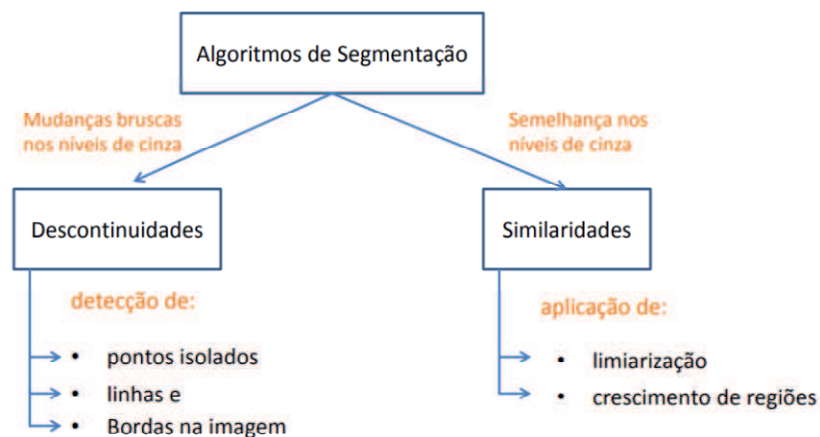 Algoritmos de Segmentação
Mudanças bruscas
nos níveis de cinza
Semelhança nos
níveis de cinza
Descontinuidades
Similaridades
detecção de:
• pontos isolados
• linhas e
• Bordas na imagem
aplicação de:
• limiarização
• crescimento de regiões